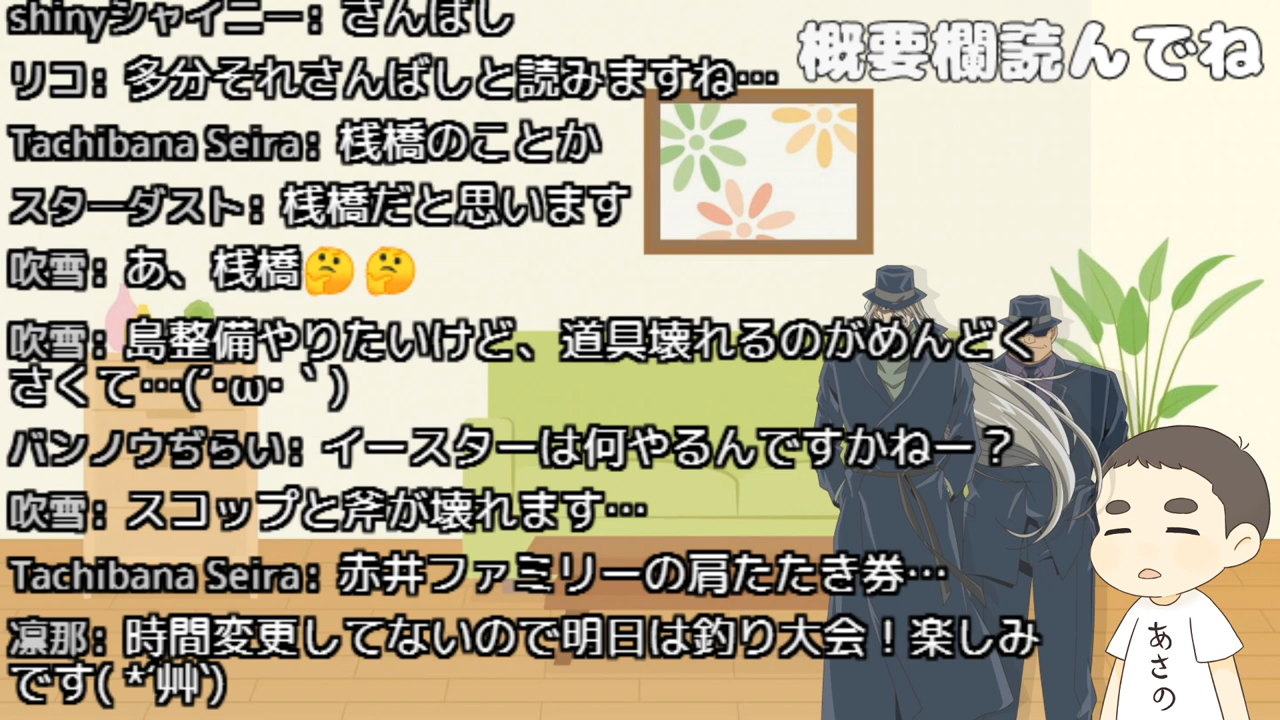 shinyシャイニー: さんばし
概要欄読んでね
リコ: 多分それさんばしと読みますね…
Tachibana Seira: 桟橋のことか
スターダスト: 桟橋だと思います
吹雪: あ、桟橋🤔🤔
吹雪: 島整備やりたいけど、道具壊れるのがめんどく
さくて…(´･ω･｀)
バンノウぢらい: イースターは何やるんですかねー？
吹雪: スコップと斧が壊れます…
Tachibana Seira: 赤井ファミリーの肩たたき券…
凛那: 時間変更してないので明日は釣り大会！楽しみ
です( *´艸`)
あさの